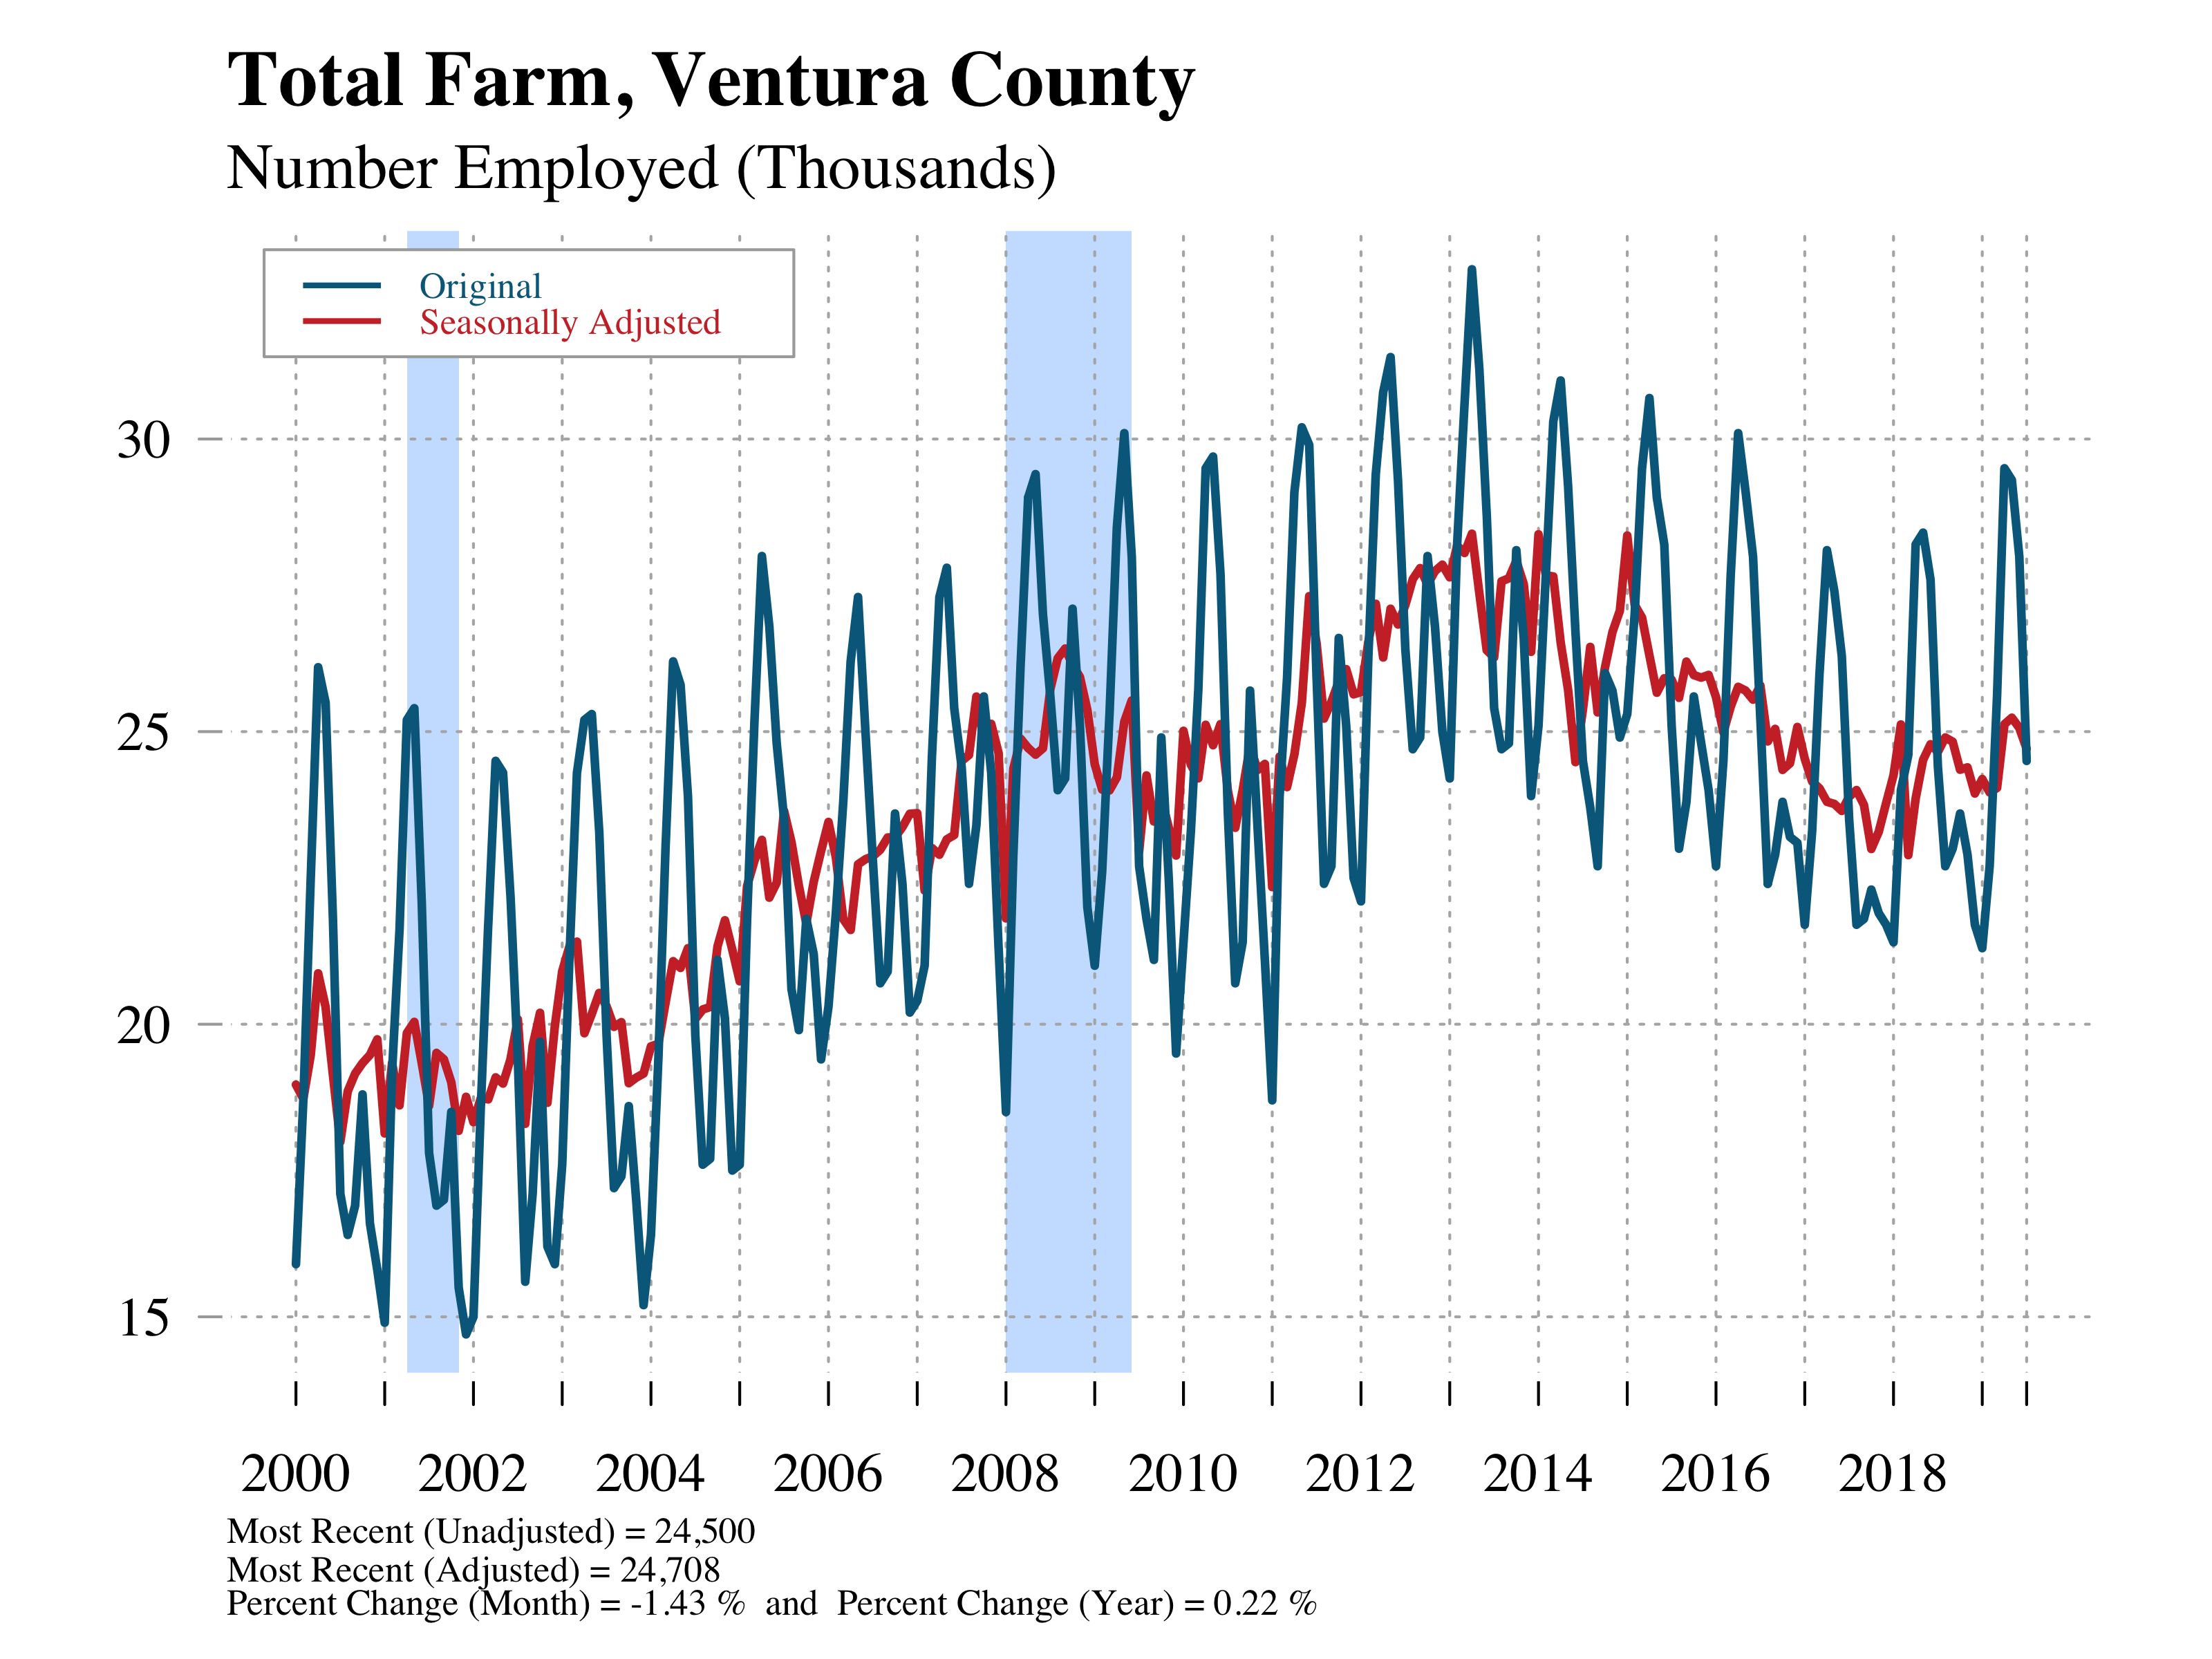 Total Farm, Ventura County
Number Employed (Thousands)
Original
Seasonally Adjusted
30
25
20
15
2000 2002 2004 2006 2008 2010 2012 2014 2016 2018
Most Recent (Unadjusted) = 24,500
Most Recent (Adjusted) = 24,708
Percent Change (Month) = -1.43 % and Percent Change (Year) = 0.22 %